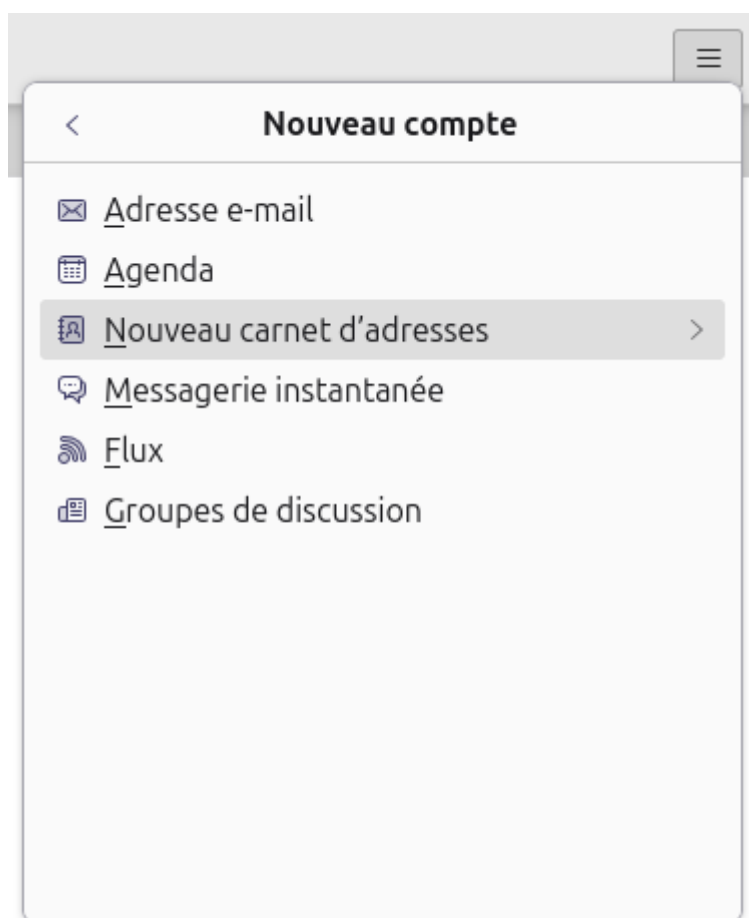 Nouveau compte
Adresse e-mail
Agenda
Nouveau carnet d’adresses
Messagerie instantanée
Flux
Groupes de discussion